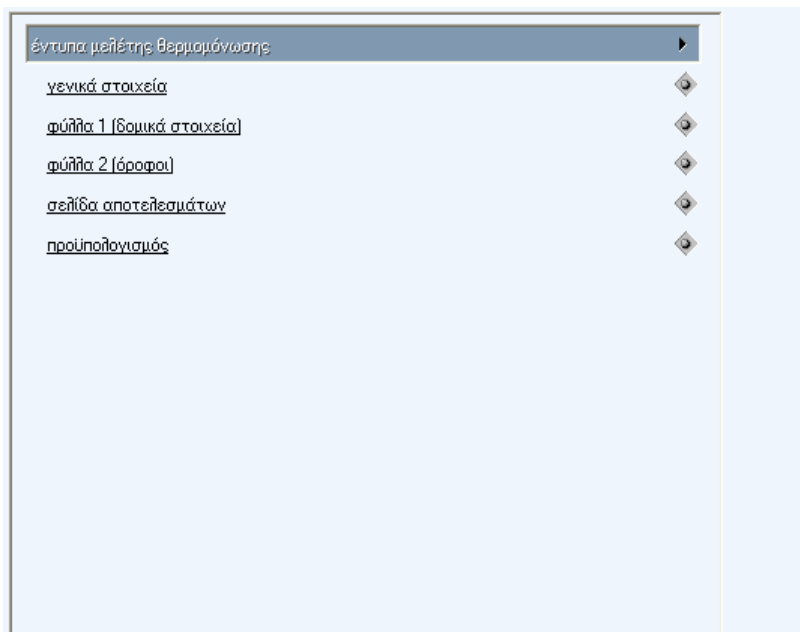 έντυπα μελέτης θερμομόνωσης
γενικά στοιχεία
φύλλα 1 (δομικά στοιχεία)
φύλλα 2 (όροφοι)
σελίδα αποτελεσμάτων
προϋπολογισμός